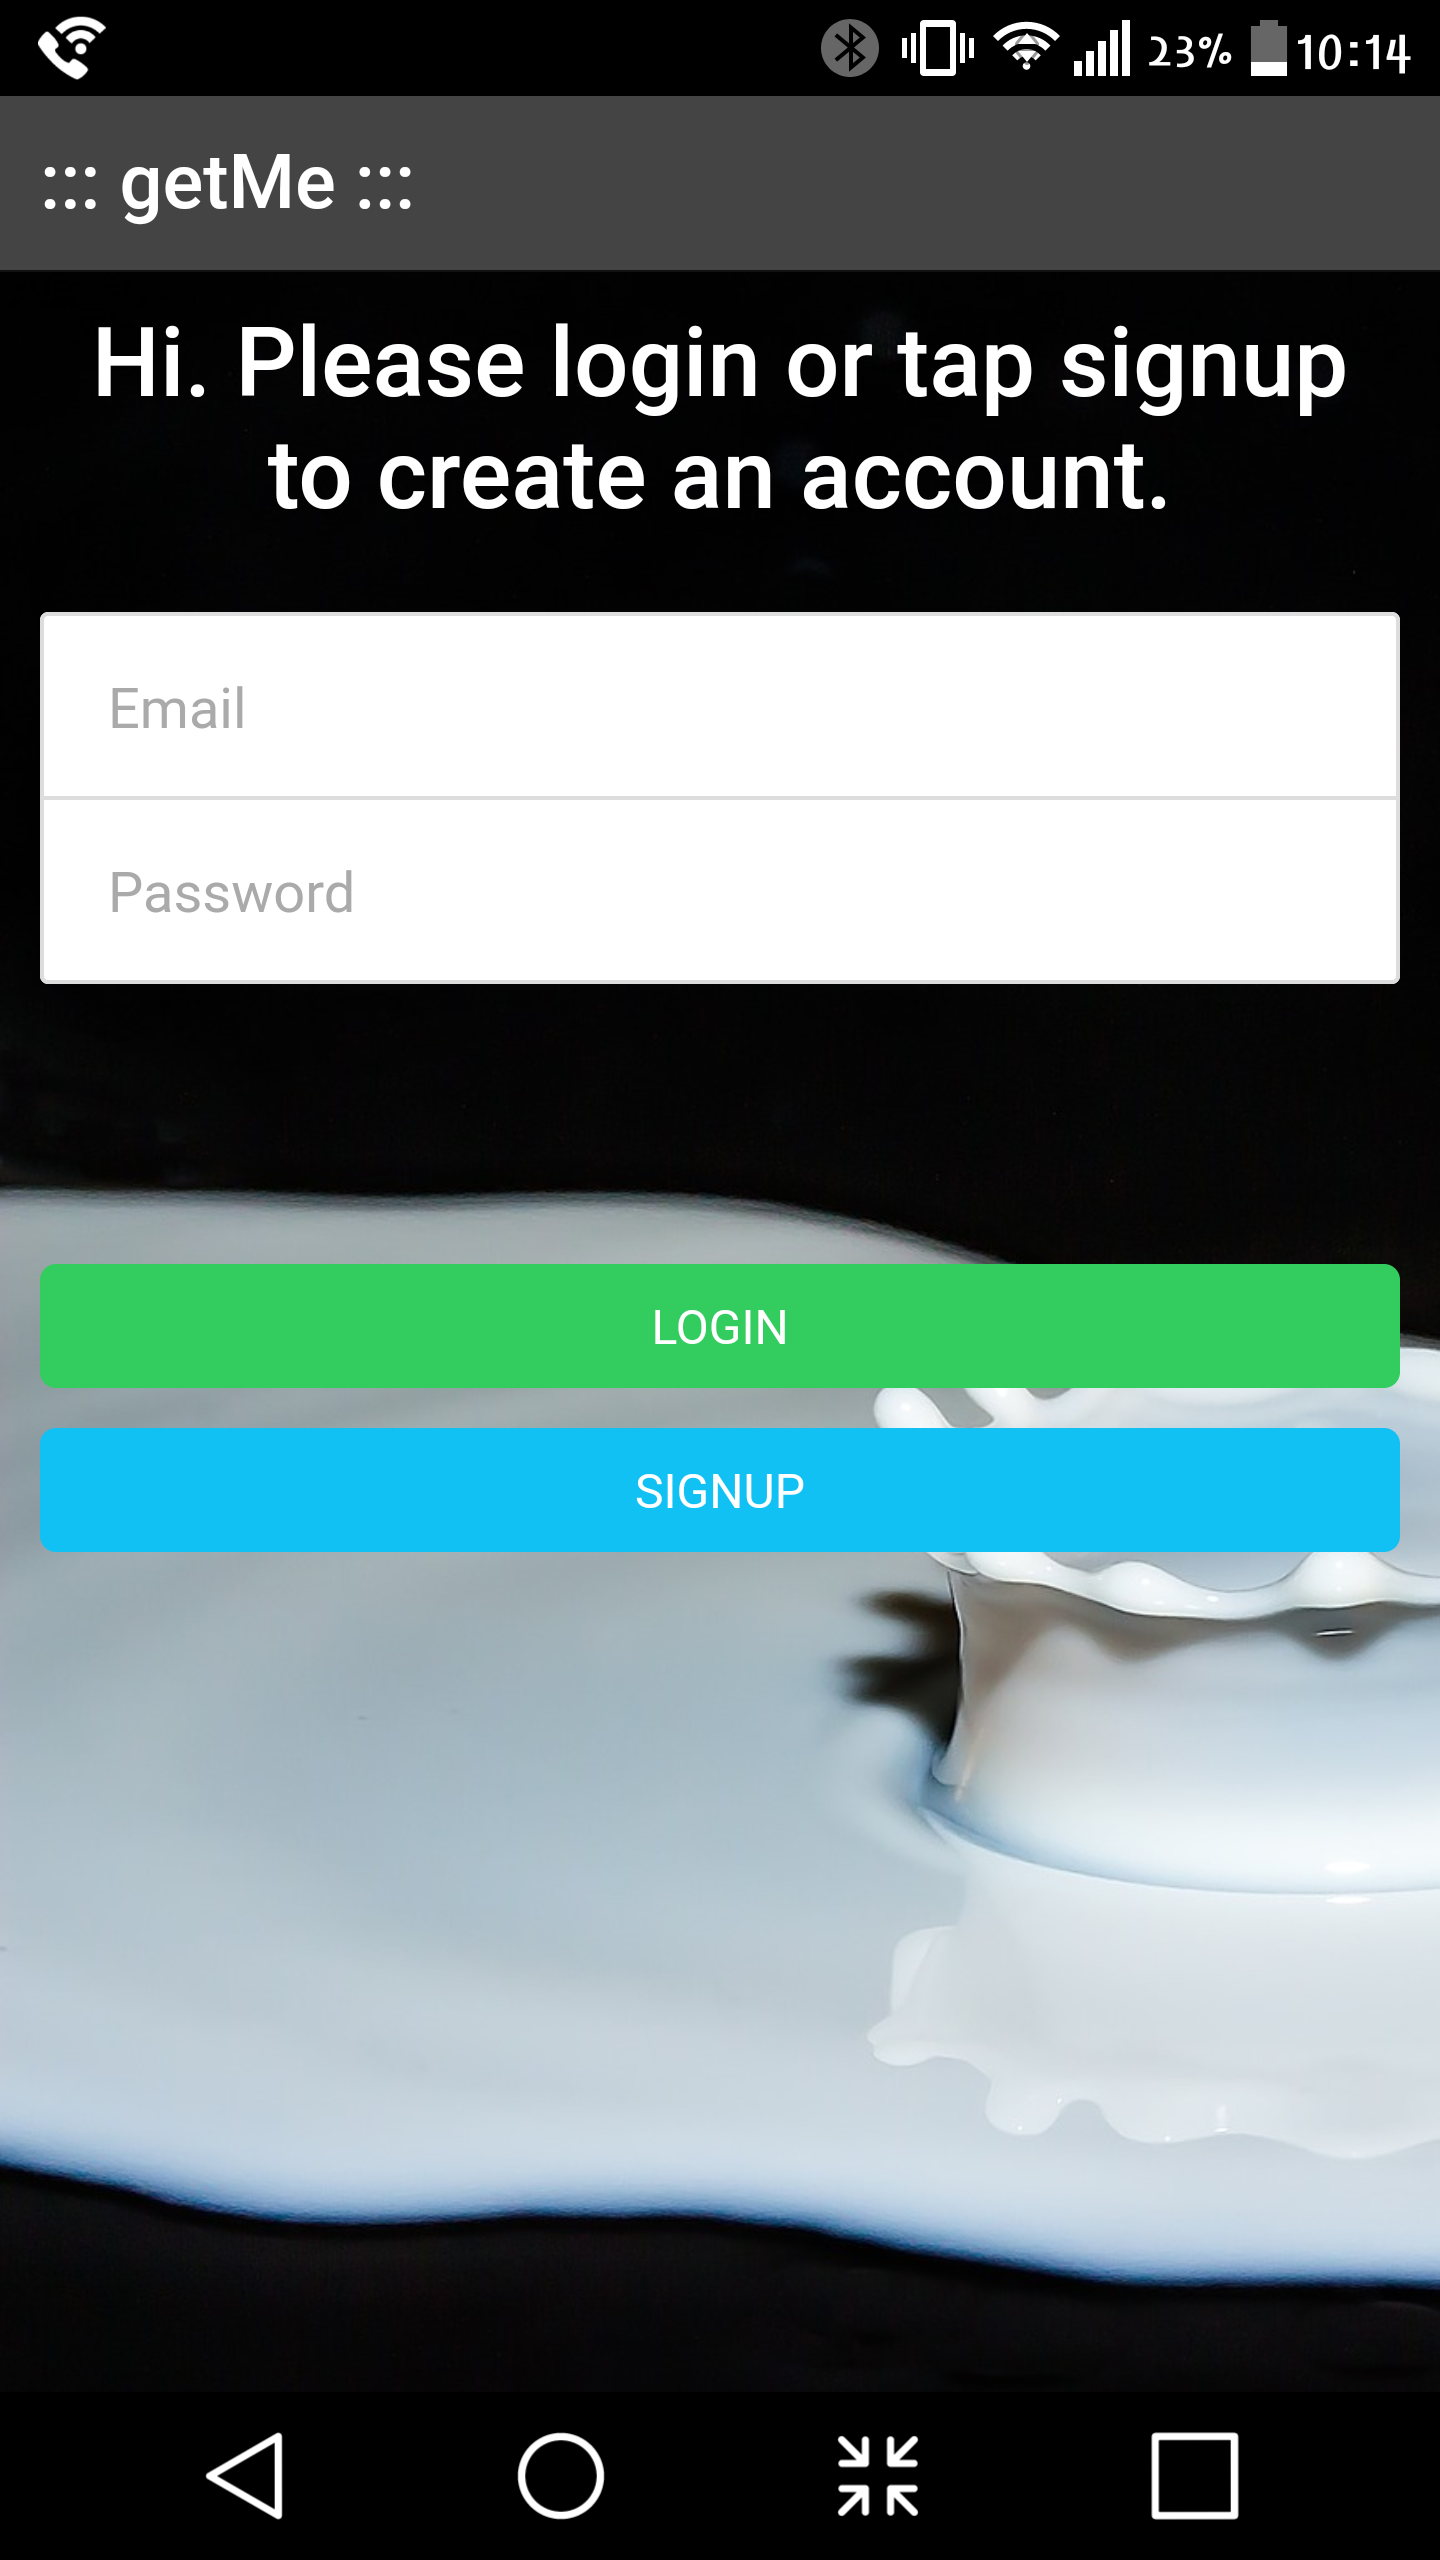 23% 10:14
::: getMe :::
Hi. Please login or tap signup
to create an account.
Email
Password
LOGIN
SIGNUP